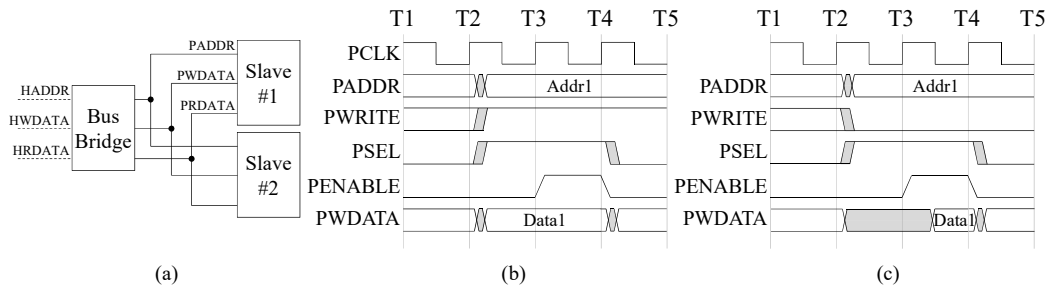 PADDR
PWDATA
PRDATA
HADDR
HWDATA
HRDATA
Bus
Bridge
Slave
#1
Slave
#2
(a)
T1 T2 T3 T4 T5
PCLK
PADDR Addr1
PWRITE
PSEL
PENABLE
PWDATA Data1
(b)
T1 T2 T3 T4 T5
PADDR Addr1
PWRITE
PSEL
PENABLE
PWDATA Data1
(c)